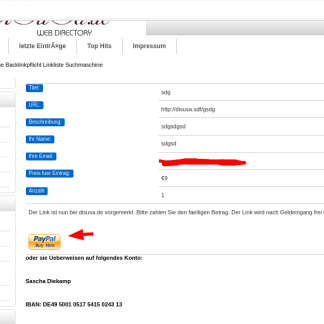 WEB DIRECTORY
letzte EintrÃ¤ge Top Hits Impressum
se Backlinkpflicht Linkliste Suchmaschine
Titel: sdg
URL: http://disusa.sdf/gsdg
Beschreibung: sdgsdgsd
Ihr Name: sdgsd
Ihre Email:
Preis fuer Eintrag: €9
Anzahl 1
Der Link ist nun bei disusa.de vorgemerkt. Bitte zahlen Sie den faelligen Betrag. Der Link wird nach Geldeingang frei
PayPal
Buy Now
oder sie Ueberweisen auf folgendes Konto:
Sascha Diekamp
IBAN: DE49 5001 0517 5415 0243 13